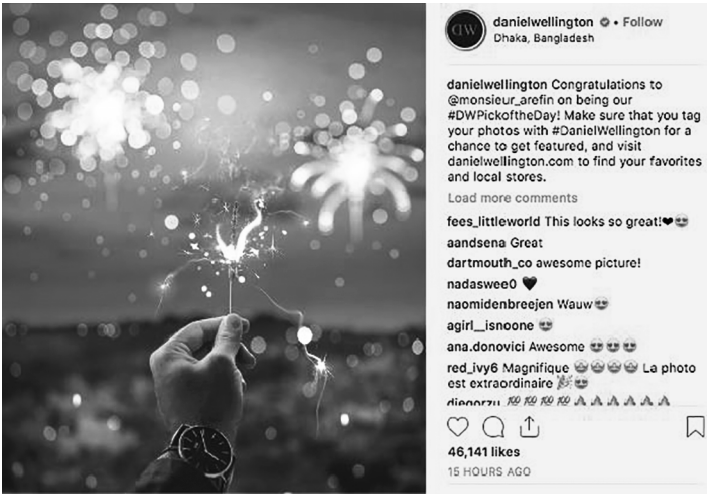 DW
danielwellington • Follow
Dhaka, Bangladesh
danielwellington Congratulations to
@monsieur_arefin on being our
#DWPickoftheDay! Make sure that you tag
your photos with #DanielWellington for a
chance to get featured, and visit
danielwellington.com to find your favorites
and local stores.
Load more comments
fees_littleworld This looks so great!❤😍
aandsena Great
dartmouth_co awesome picture!
nadaswee0 🖤
naomidenbreejen Wauw😍
agirl__isnoone 😍
ana.donovici Awesome 😍😍😍
red_ivy6 Magnifique 😍😍😍😍 La photo
est extraordinaire 🎉😍
diegorzu 💯💯💯💯🙏🙏🙏🙏🙏🙏
46,141 likes
15 HOURS AGO